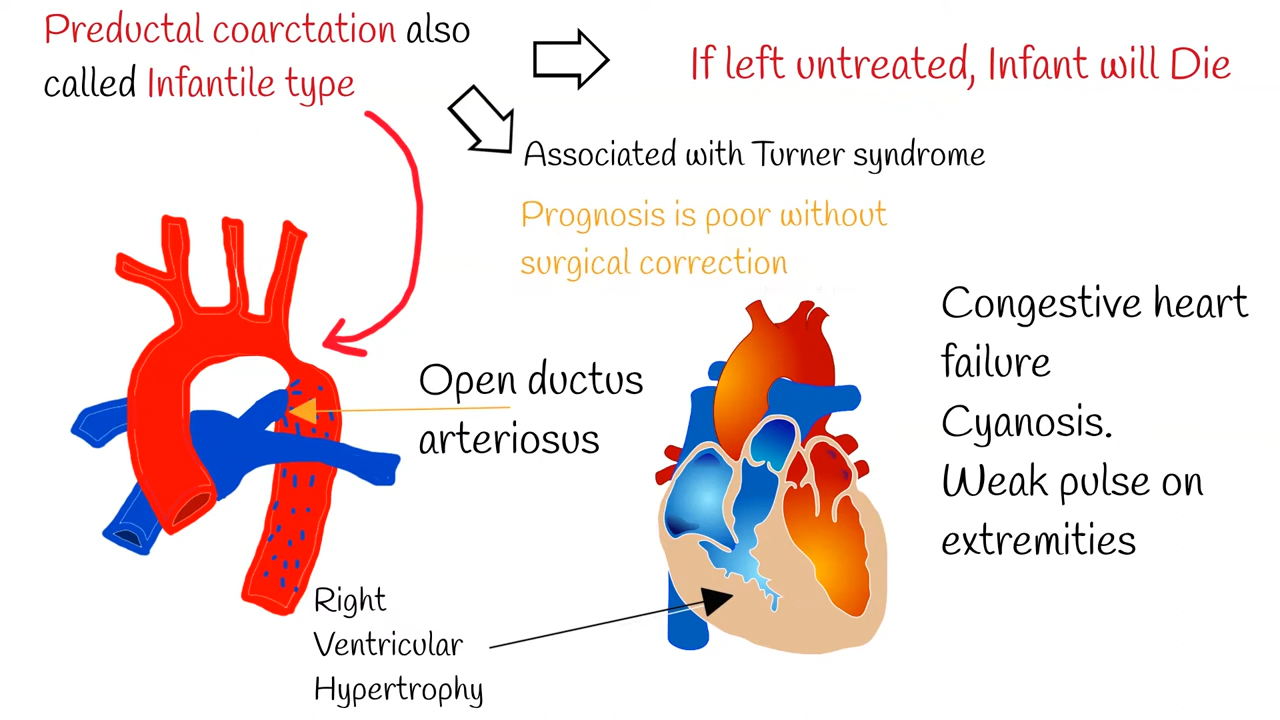 Preductal coarctation also
called Infantile type
If left untreated, Infant will Die
Associated with Turner syndrome
Prognosis is poor without
surgical correction
Open ductus
arteriosus
Congestive heart
failure
Cyanosis.
Weak pulse on
extremities
Right
Ventricular
Hypertrophy